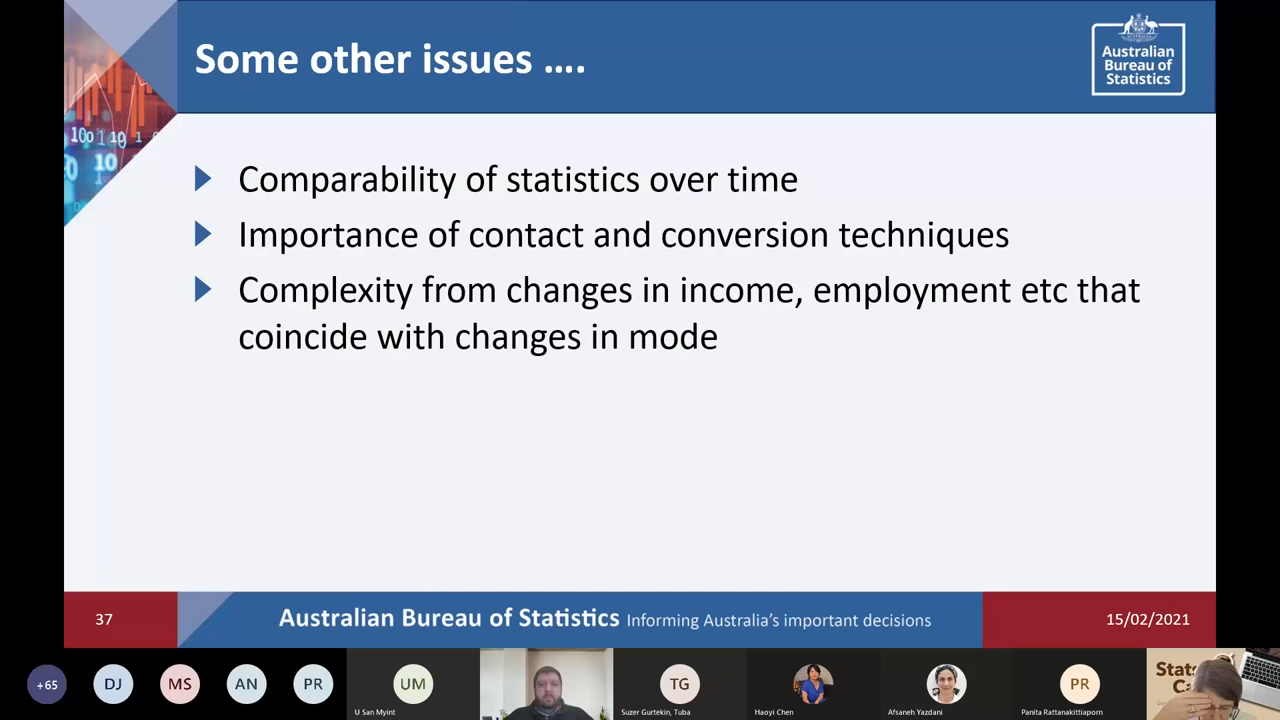 Some other issues ....
Australian
Bureau of
Statistics
Comparability of statistics over time
Importance of contact and conversion techniques
Complexity from changes in income, employment etc that
coincide with changes in mode
37
Australian Bureau of Statistics Informing Australia's important decisions
15/02/2021
+65
DJ
MS
AN
PR
UM
U San Myint
TG
Suzer Gurtekin, Tuba
Haoyi Chen
Afsaneh Yazdani
PR
Panita Rattanakittiaporn